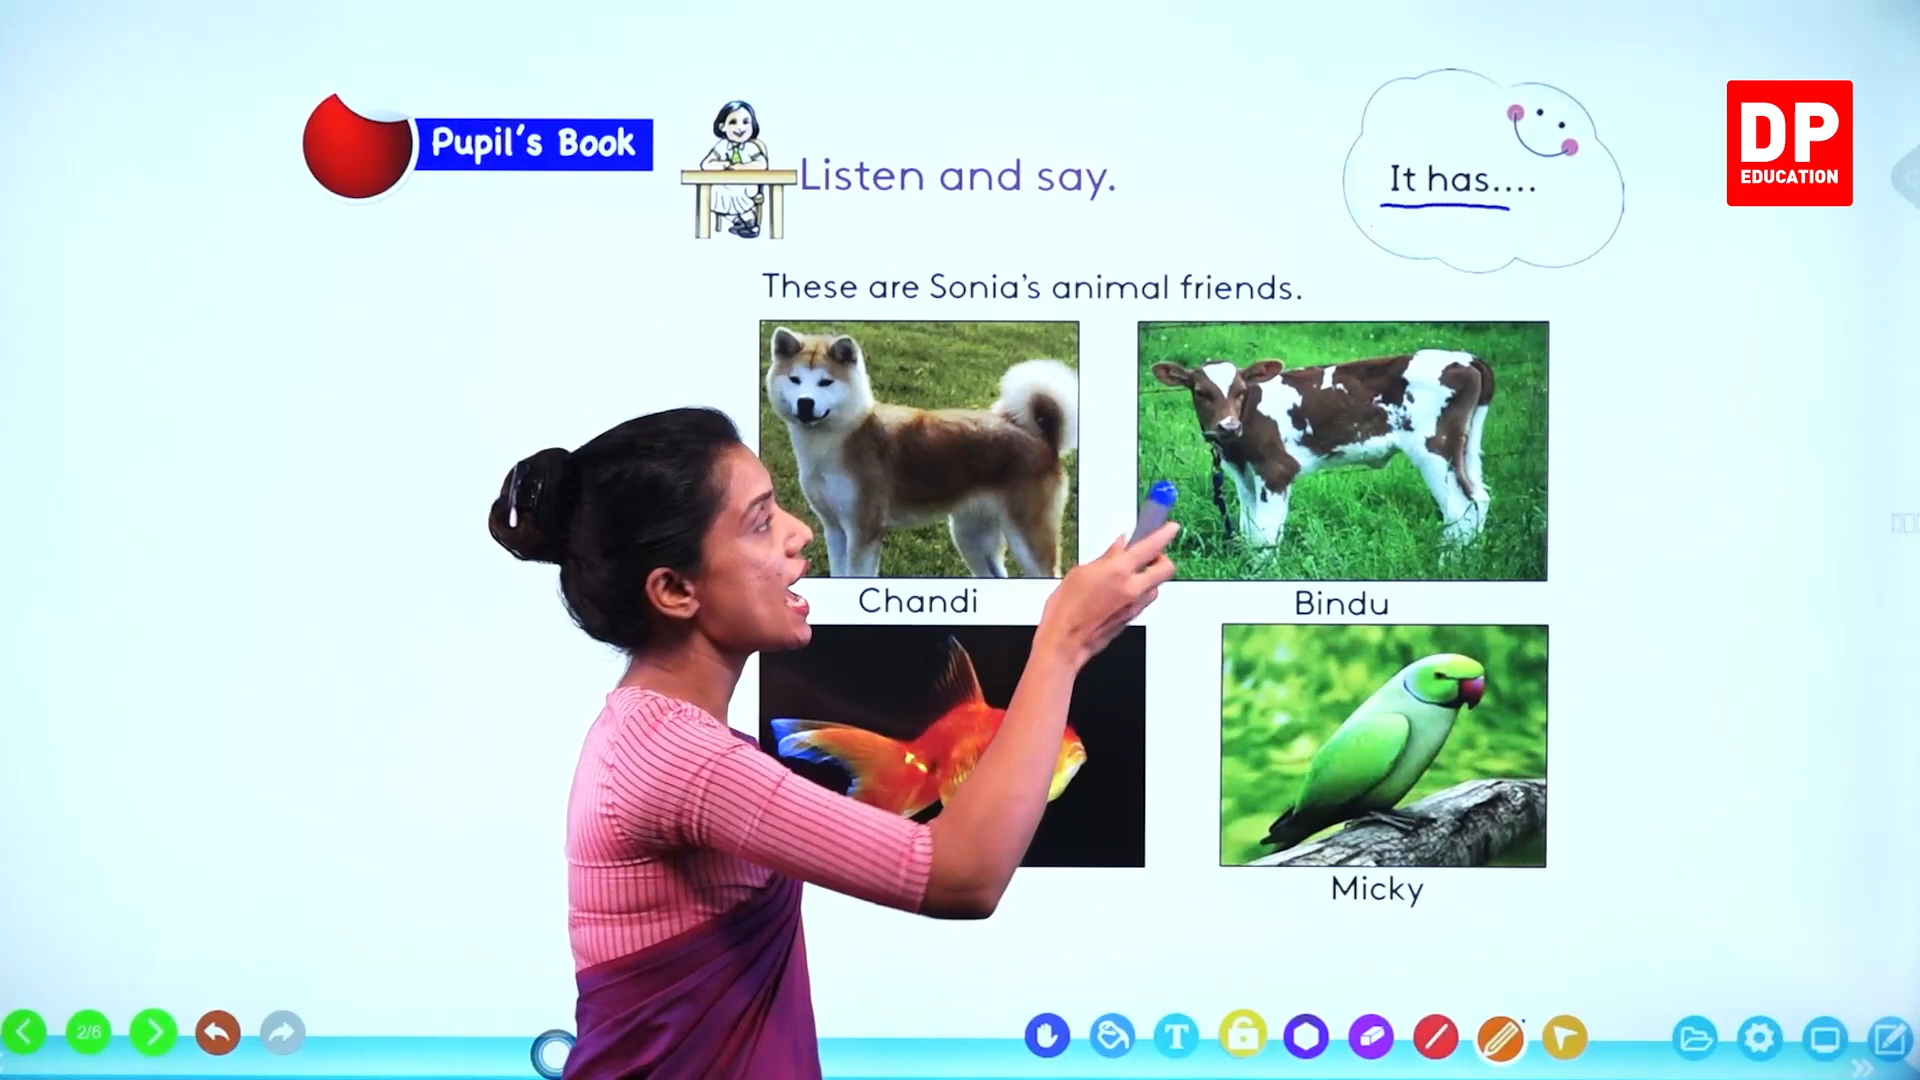 Pupil's Book
Listen and say.
It has....
DP
EDUCATION
These are Sonia's animal friends.
Chandi
Bindu
Micky
2/6
T